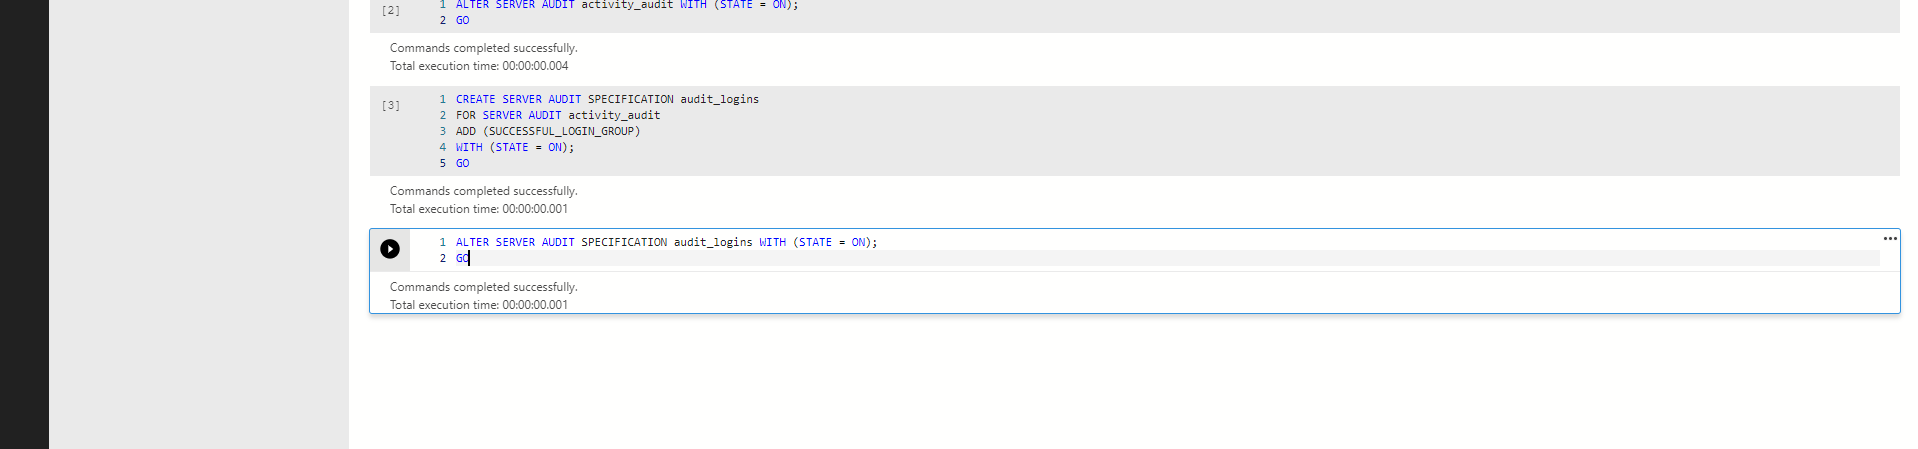 [2]
1 ALTER SERVER AUDIT activity_audit WITH (STATE = ON);
2 GO
Commands completed successfully.
Total execution time: 00:00:00.004
[3]
1 CREATE SERVER AUDIT SPECIFICATION audit_logins
2 FOR SERVER AUDIT activity_audit
3 ADD (SUCCESSFUL_LOGIN_GROUP)
4 WITH (STATE = ON);
5 GO
Commands completed successfully.
Total execution time: 00:00:00.001
1 ALTER SERVER AUDIT SPECIFICATION audit_logins WITH (STATE = ON);
2 GO
Commands completed successfully.
Total execution time: 00:00:00.001